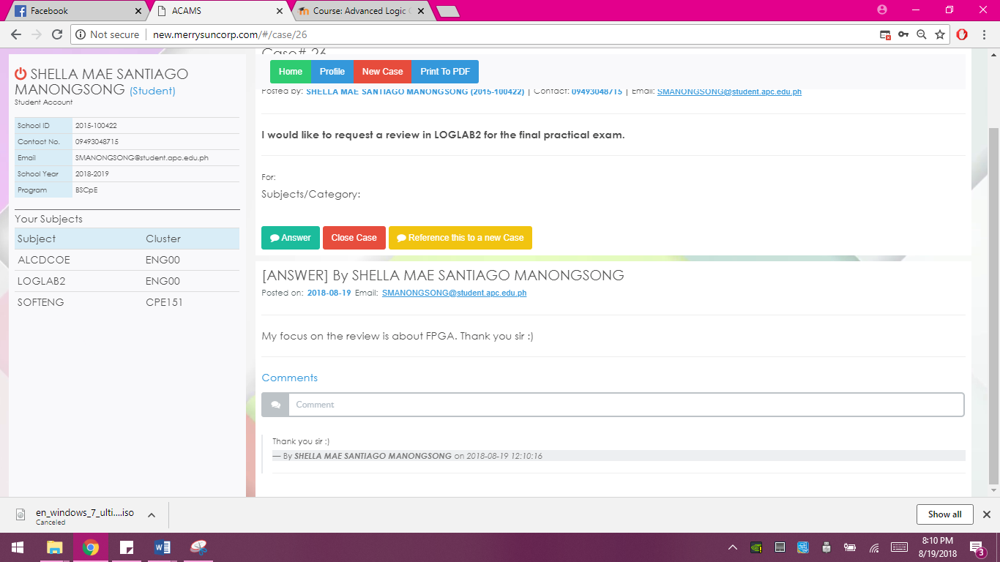 Facebook
ACAMS
Course: Advanced Logic
Not secure
new.merrysuncorp.com/#/case/26
SHELLA MAE SANTIAGO
MANONGSONG (Student)
Student Account
School ID 2015-100422
Contact No. 09493048715
Email SMANONGSONG@student.apc.edu.ph
School Year 2018-2019
Program BSCpE
Your Subjects
Subject Cluster
ALCDCOE ENG00
LOGLAB2 ENG00
SOFTENG CPE151
Case# 26
Home Profile New Case Print To PDF
Posted by: SHELLA MAE SANTIAGO MANONGSONG (2015-100422) | Contact: 09493048715 | Email: SMANONGSONG@student.apc.edu.ph
I would like to request a review in LOGLAB2 for the final practical exam.
For:
Subjects/Category:
Answer Close Case Reference this to a new Case
[ANSWER] By SHELLA MAE SANTIAGO MANONGSONG
Posted on: 2018-08-19 Email: SMANONGSONG@student.apc.edu.ph
My focus on the review is about FPGA. Thank you sir :)
Comments
Comment
Thank you sir :)
— By SHELLA MAE SANTIAGO MANONGSONG on 2018-08-19 12:10:16
en_windows_7_ulti....iso
Canceled
Show all
8:10 PM
8/19/2018
3